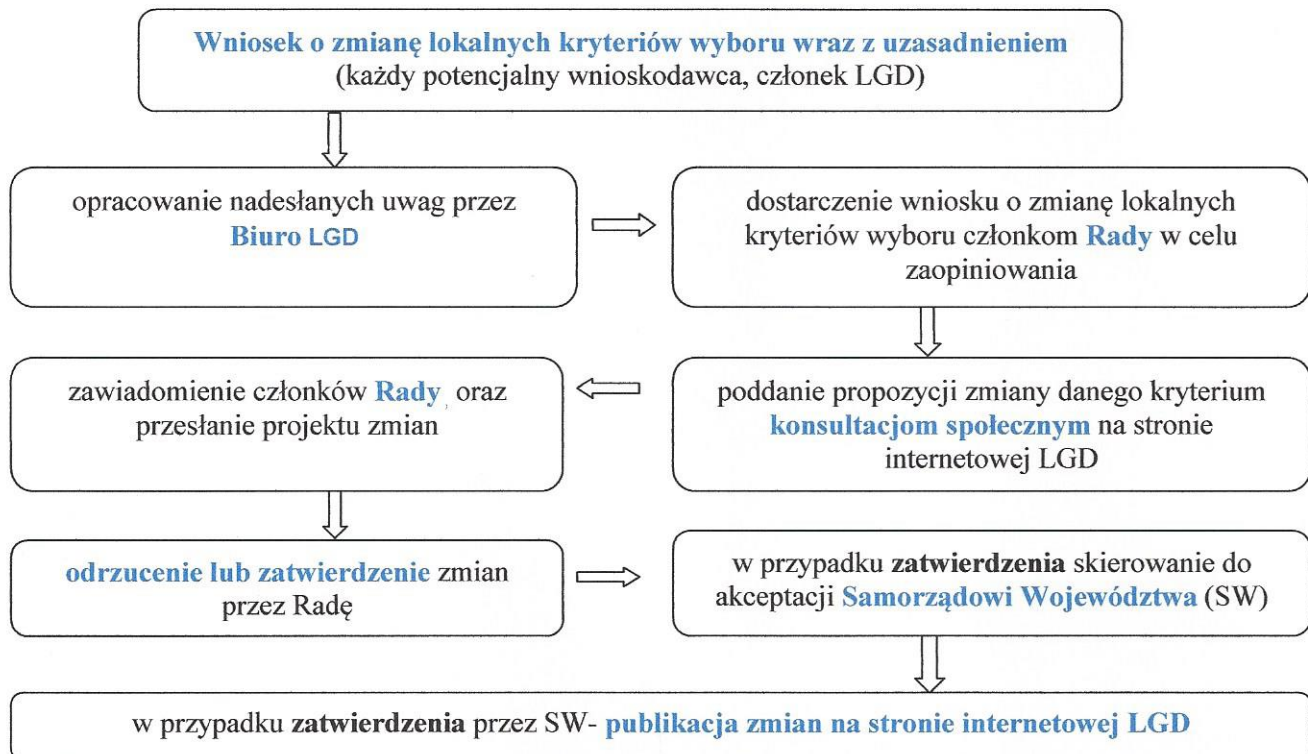 Wniosek o zmianę lokalnych kryteriów wyboru wraz z uzasadnieniem
(każdy potencjalny wnioskodawca, członek LGD)
opracowanie nadesłanych uwag przez
Biuro LGD
dostarczenie wniosku o zmianę lokalnych
kryteriów wyboru członkom Rady w celu
zaopiniowania
poddanie propozycji zmiany danego kryterium
konsultacjom społecznym na stronie
internetowej LGD
zawiadomienie członków Rady, oraz
przesłanie projektu zmian
odrzucenie lub zatwierdzenie zmian
przez Radę
w przypadku zatwierdzenia skierowanie do
akceptacji Samorządowi Województwa (SW)
w przypadku zatwierdzenia przez SW- publikacja zmian na stronie internetowej LGD